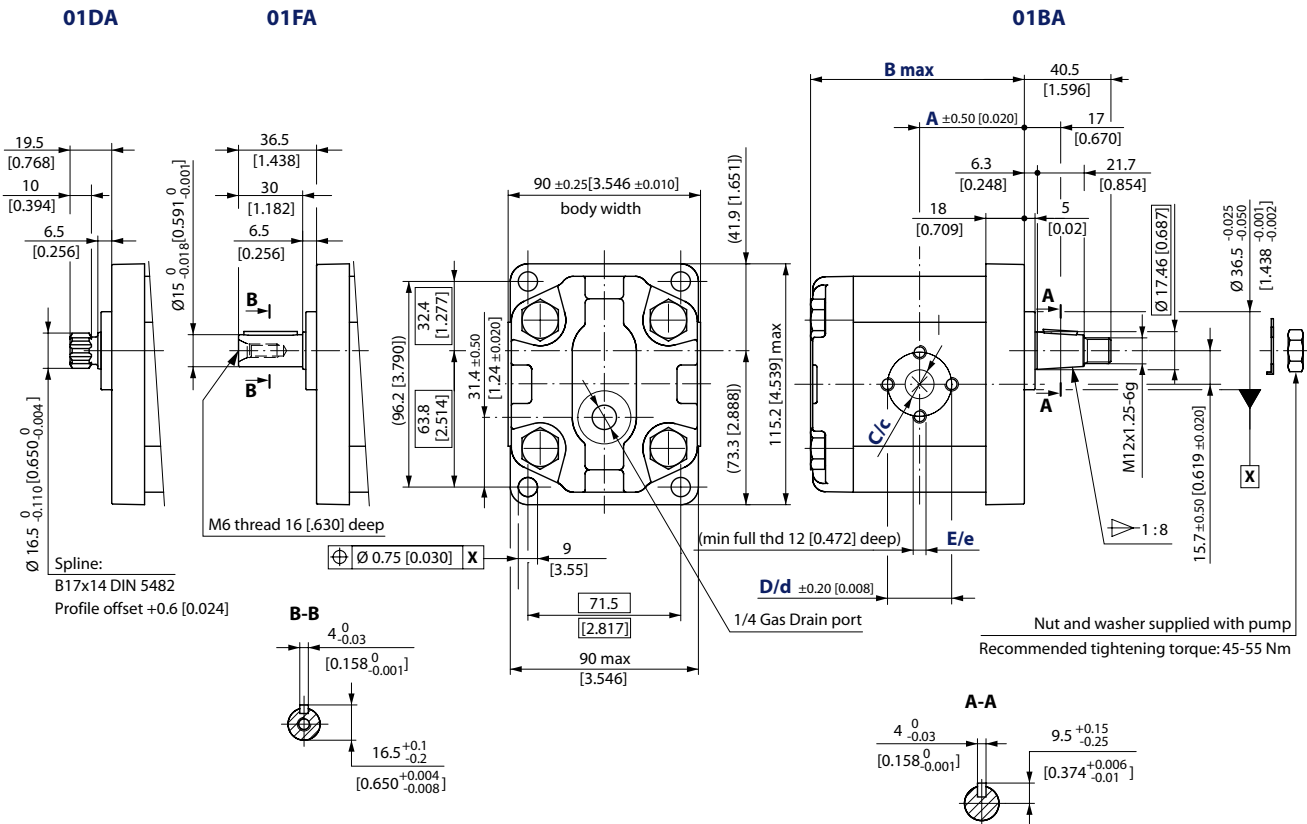 01DA
01FA
01BA
19.5
[0.768]
10
[0.394]
6.5
[0.256]
Ø 16.5 0 -0.110 [0.650 0 -0.004]
Spline:
B17x14 DIN 5482
Profile offset +0.6 [0.024]
36.5
[1.438]
30
[1.182]
6.5
[0.256]
Ø15 0 -0.018 [0.591 0 -0.001]
B
B
M6 thread 16 [.630] deep
B-B
4 0 -0.03
[0.158 0 -0.001]
16.5 +0.1 -0.2
[0.650 +0.004 -0.008]
90 ±0.25[3.546 ±0.010]
body width
(41.9 [1.651])
(96.2 [3.790])
32.4
[1.277]
63.8
[2.514]
31.4 ±0.50
[1.24 ±0.020]
115.2 [4.539] max
(73.3 [2.888])
Ø 0.75 [0.030] X
9
[3.55]
71.5
[2.817]
90 max
[3.546]
1/4 Gas Drain port
B max
40.5
[1.596]
A ±0.50 [0.020]
17
[0.670]
6.3
[0.248]
21.7
[0.854]
18
[0.709]
5
[0.02]
Ø 17.46 [0.687]
Ø 36.5 -0.025 -0.050
[1.438 -0.001 -0.002]
A
A
C/c
M12x1.25-6g
1:8
15.7±0.50 [0.619 ±0.020]
X
(min full thd 12 [0.472] deep)
E/e
D/d ±0.20 [0.008]
Nut and washer supplied with pump
Recommended tightening torque: 45-55 Nm
A-A
4 0 -0.03
[0.158 0 -0.001]
9.5 +0.15 -0.25
[0.374 +0.006 -0.01]